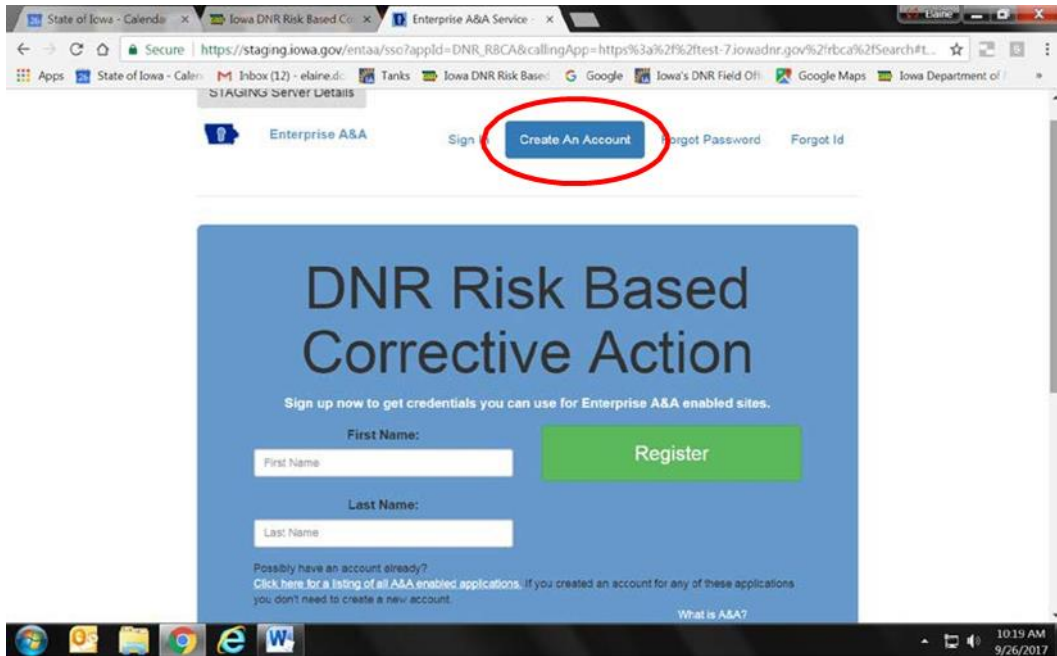 State of Iowa - Calenda
Iowa DNR Risk Based Co
Enterprise A&A Service -
Elaine
Secure
https://staging.iowa.gov/entaa/sso?appId=DNR_RBCA&callingApp=https%3a%2f%2ftest-7.iowadnr.gov%2frbca%2fSearch#t...
Apps
State of Iowa - Calen
Inbox (12) - elaine.do
Tanks
Iowa DNR Risk Based
Google
Iowa's DNR Field Offi
Google Maps
Iowa Department of
»
STAGING Server Details
Enterprise A&A
Sign In
Create An Account
Forgot Password
Forgot Id
DNR Risk Based
Corrective Action
Sign up now to get credentials you can use for Enterprise A&A enabled sites.
First Name:
First Name
Register
Last Name:
Last Name
Possibly have an account already?
Click here for a listing of all A&A enabled applications. If you created an account for any of these applications
you don't need to create a new account.
What is A&A?
10:19 AM
9/26/2017